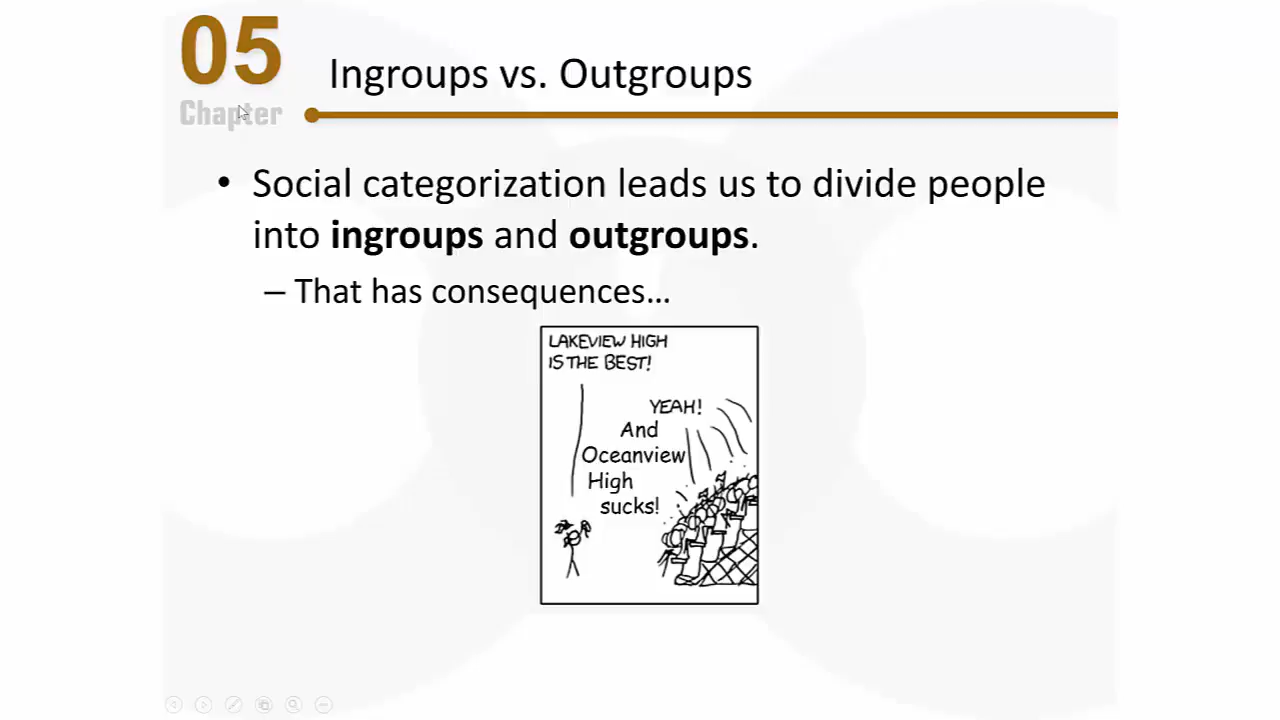 05
Chapter
Ingroups vs. Outgroups
• Social categorization leads us to divide people
into ingroups and outgroups.
– That has consequences…
LAKEVIEW HIGH
IS THE BEST!
YEAH!
And
Oceanview
High
sucks!